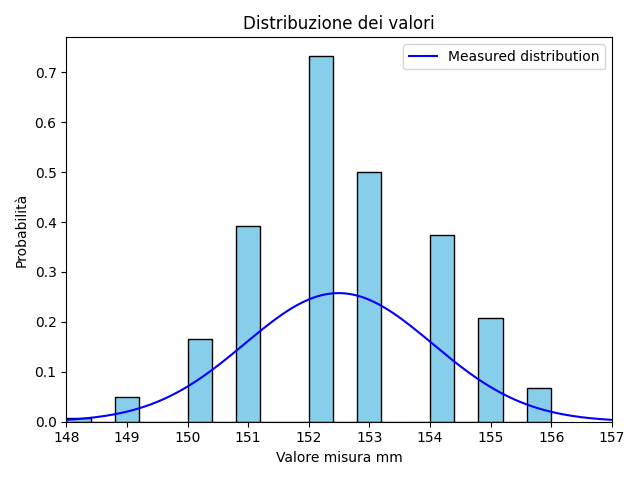 Distribuzione dei valori
Measured distribution
Probabilità
0.7
0.6
0.5
0.4
0.3
0.2
0.1
0.0
148 149 150 151 152 153 154 155 156 157
Valore misura mm